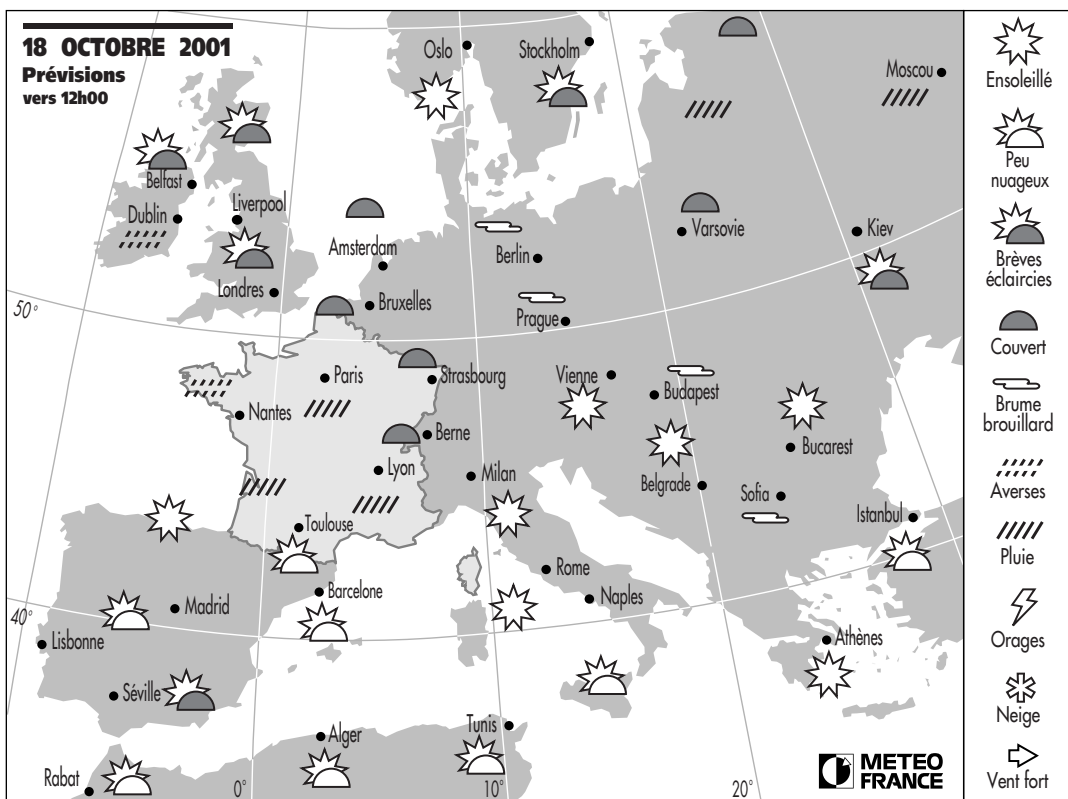 18 OCTOBRE 2001
Prévisions
vers 12h00
Oslo
Stockholm
Moscou
Belfast
Dublin
Liverpool
Londres
Amsterdam
Bruxelles
Berlin
Prague
Varsovie
Kiev
50°
Paris
Strasbourg
Nantes
Berne
Lyon
Toulouse
Vienne
Budapest
Milan
Belgrade
Bucarest
Sofia
Istanbul
Rome
Naples
Barcelone
Madrid
40°
Lisbonne
Séville
Athènes
Alger
Tunis
Rabat
0°
10°
20°
METEO
FRANCE
Ensoleillé
Peu
nuageux
Brèves
éclaircies
Couvert
Brume
brouillard
Averses
Pluie
Orages
Neige
Vent fort